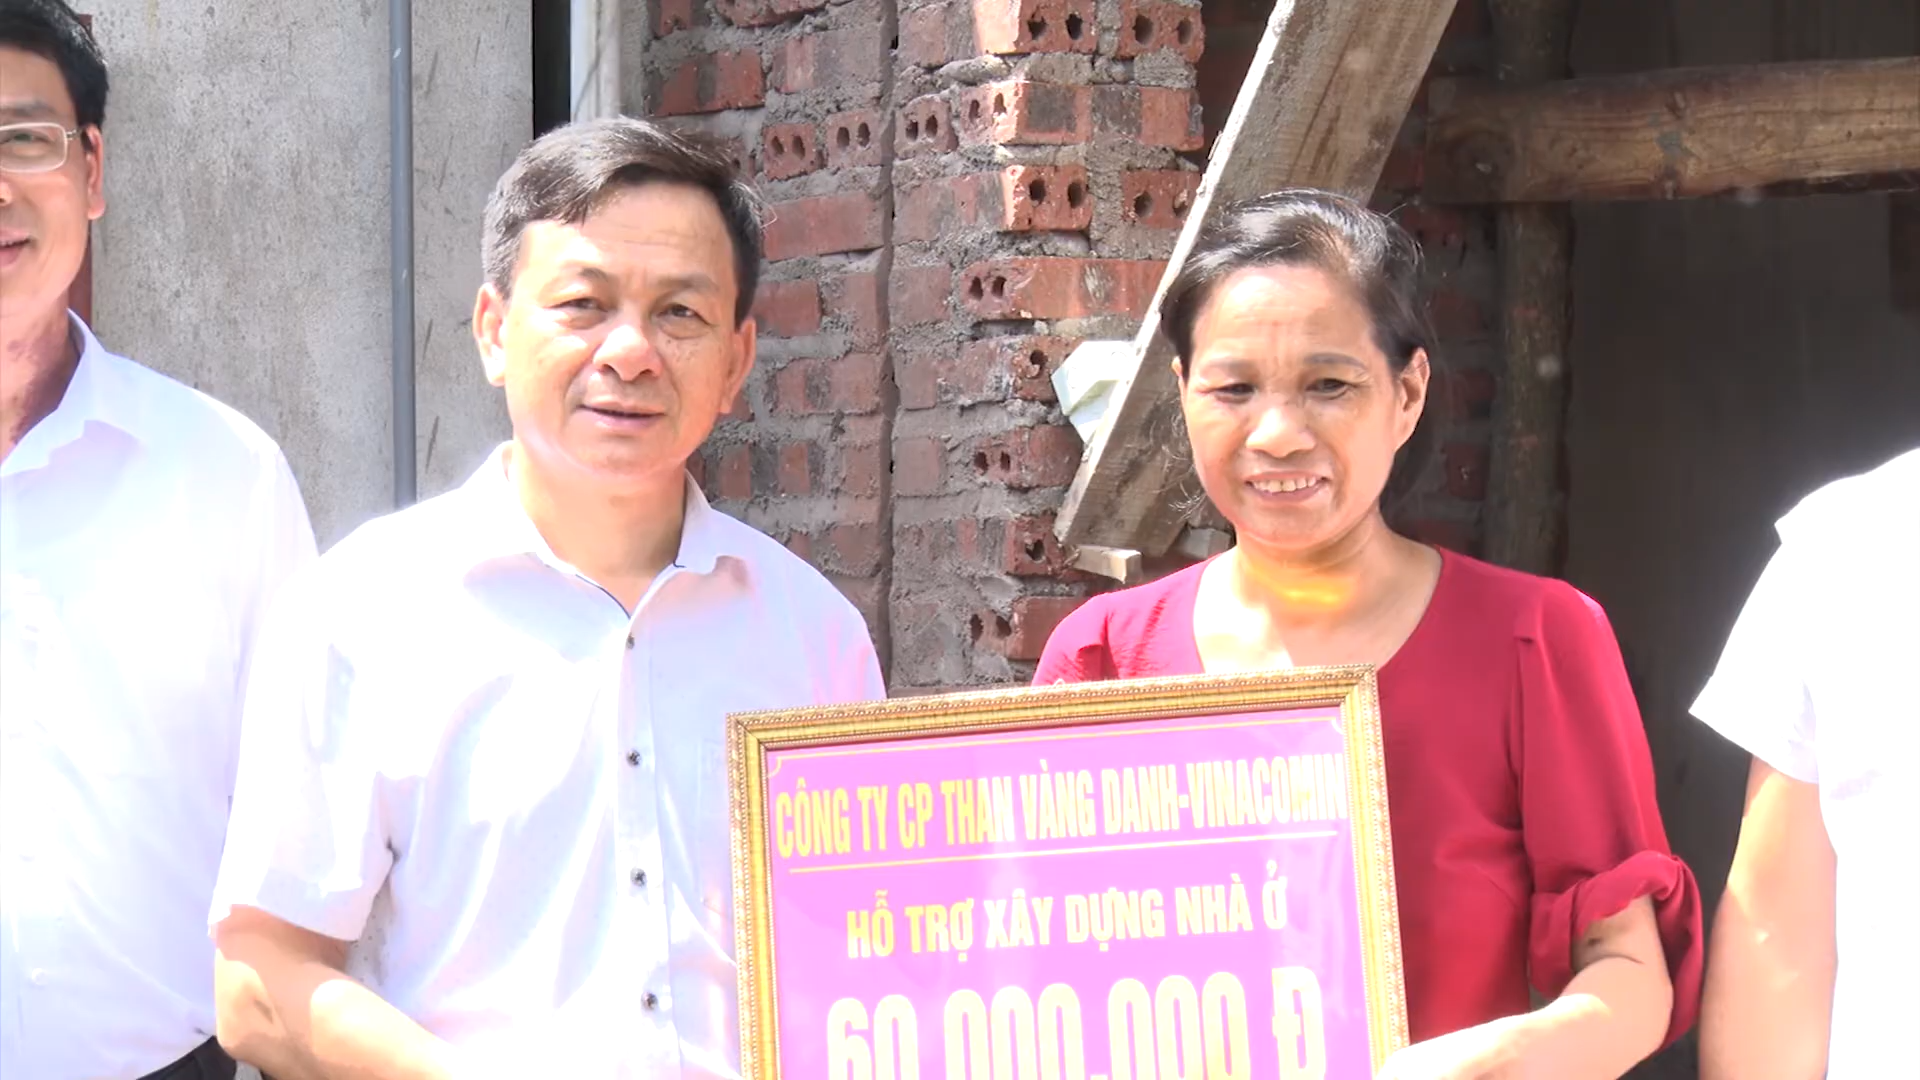 CÔNG TY CP THAN VÀNG DANH-VINACOMIN
HỖ TRỢ XÂY DỰNG NHÀ Ở
60.000.000 Đ